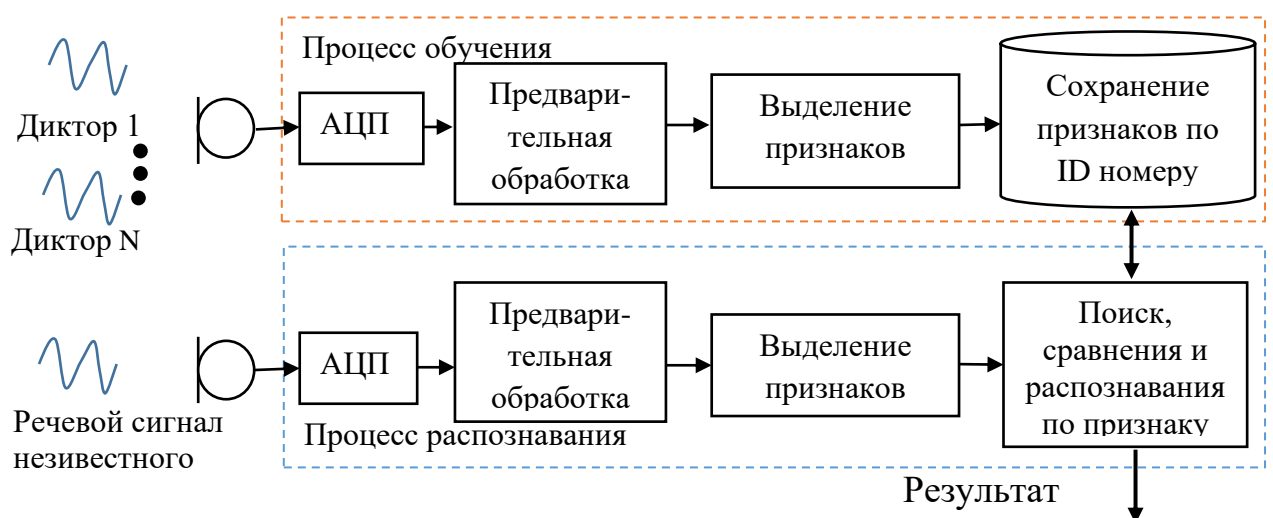 Процесс обучения
Диктор 1
Диктор N
АЦП
Предвари-
тельная
обработка
Выделение
признаков
Сохранение
признаков по
ID номеру
Речевой сигнал
незивестного
АЦП
Предвари-
тельная
обработка
Выделение
признаков
Поиск,
сравнения и
распознавания
по признаку
Процесс распознавания
Результат